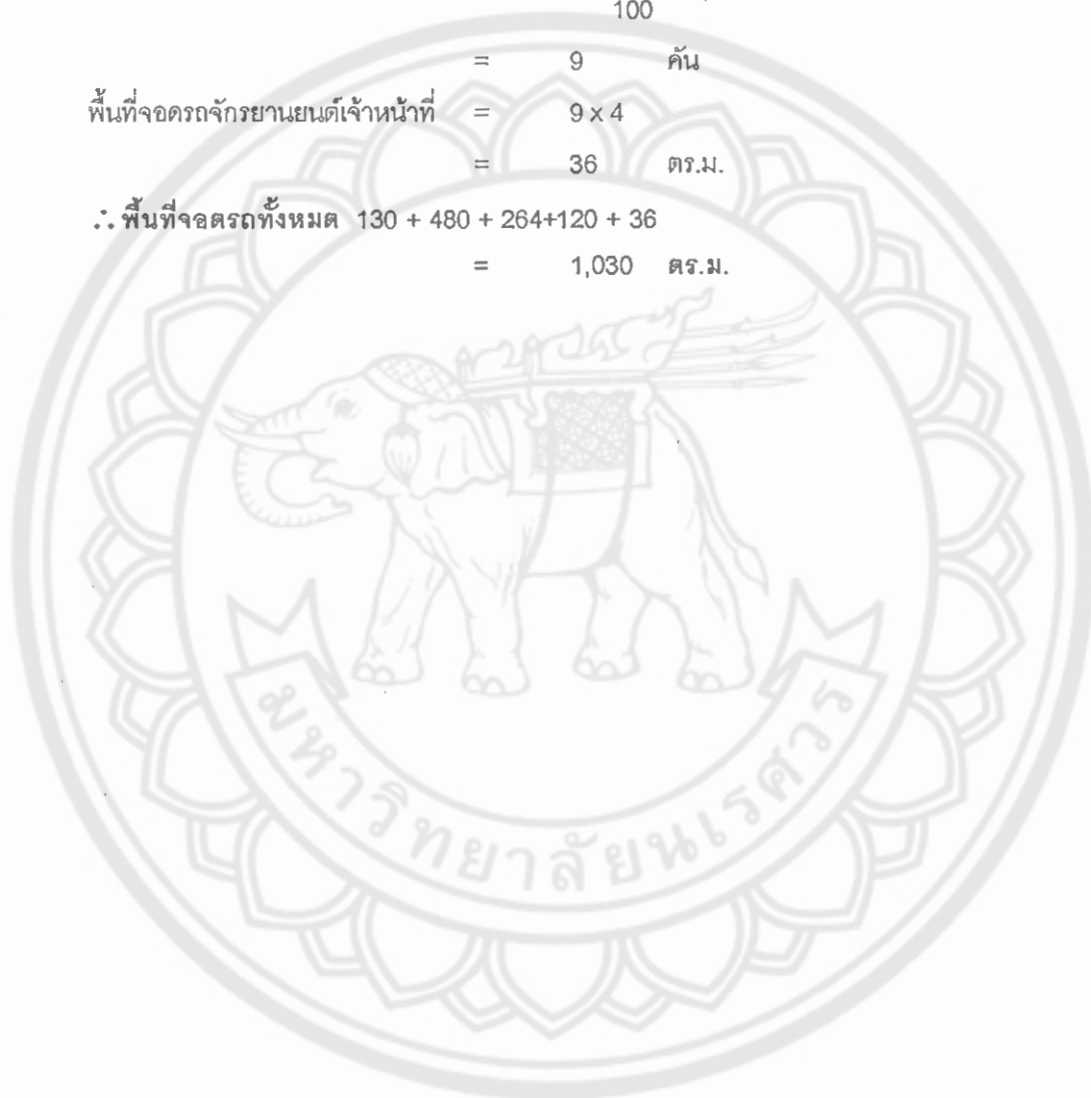 100
= 9 คัน
พื้นที่จอดรถจักรยานยนต์เจ้าหน้าที่ = 9 x 4
= 36 ตร.ม.
∴ พื้นที่จอดรถทั้งหมด 130 + 480 + 264+120 + 36
= 1,030 ตร.ม.
มหาวิทยาลัยนเรศวร